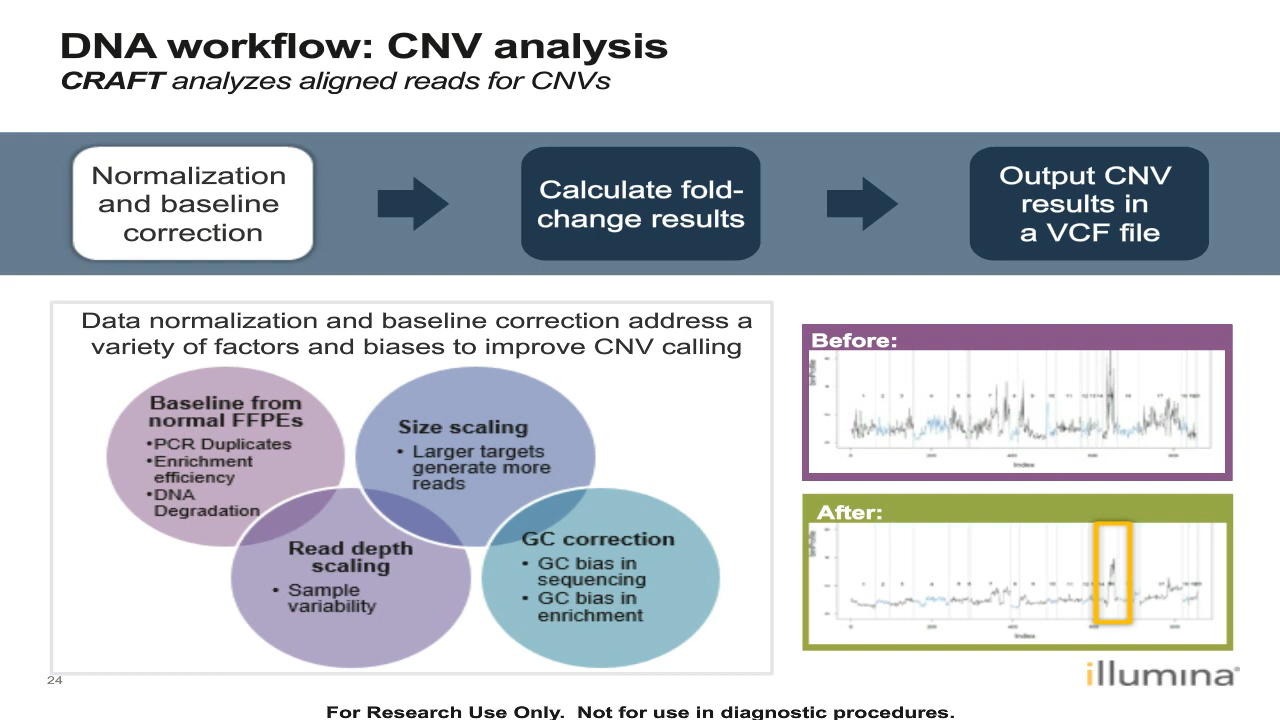 DNA workflow: CNV analysis
CRAFT analyzes aligned reads for CNVs
Normalization
and baseline
correction
Calculate fold-
change results
Output CNV
results in
a VCF file
Data normalization and baseline correction address a
variety of factors and biases to improve CNV calling
Baseline from
normal FFPEs
•PCR Duplicates
•Enrichment
efficiency
•DNA
Degradation
Size scaling
• Larger targets
generate more
reads
Read depth
scaling
• Sample
variability
GC correction
• GC bias in
sequencing
• GC bias in
enrichment
Before:
Index
After:
Index
illumina®
24
For Research Use Only. Not for use in diagnostic procedures.